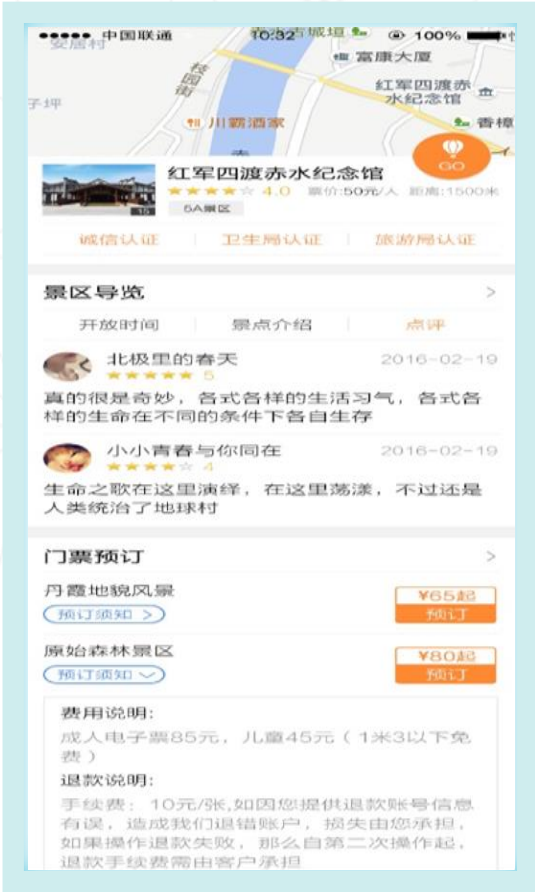 中国联通 10:32 100%
安居村
富康大厦
枝园街
红军四渡赤
水纪念馆
子坪
川霸酒家
香樟
GO
红军四渡赤水纪念馆
4.0 票价:50元/人 距离:1500米
15 5A景区
诚信认证 卫生局认证 旅游局认证
景区导览 >
开放时间 景点介绍 点评
北极里的春天 2016-02-19
5
真的很是奇妙，各式各样的生活习气，各式各
样的生命在不同的条件下各自生存
小小青春与你同在 2016-02-19
4
生命之歌在这里演绎，在这里荡漾，不过还是
人类统治了地球村
门票预订 >
丹霞地貌风景 ¥65起
预订须知 > 预订
原始森林景区 ¥80起
预订须知 预订
费用说明:
成人电子票85元，儿童45元（1米3以下免
费）
退款说明:
手续费：10元/张,如因您提供退款账号信息
有误，造成我们退错账户，损失由您承担，
如果操作退款失败，那么自第二次操作起，
退款手续费需由客户承担